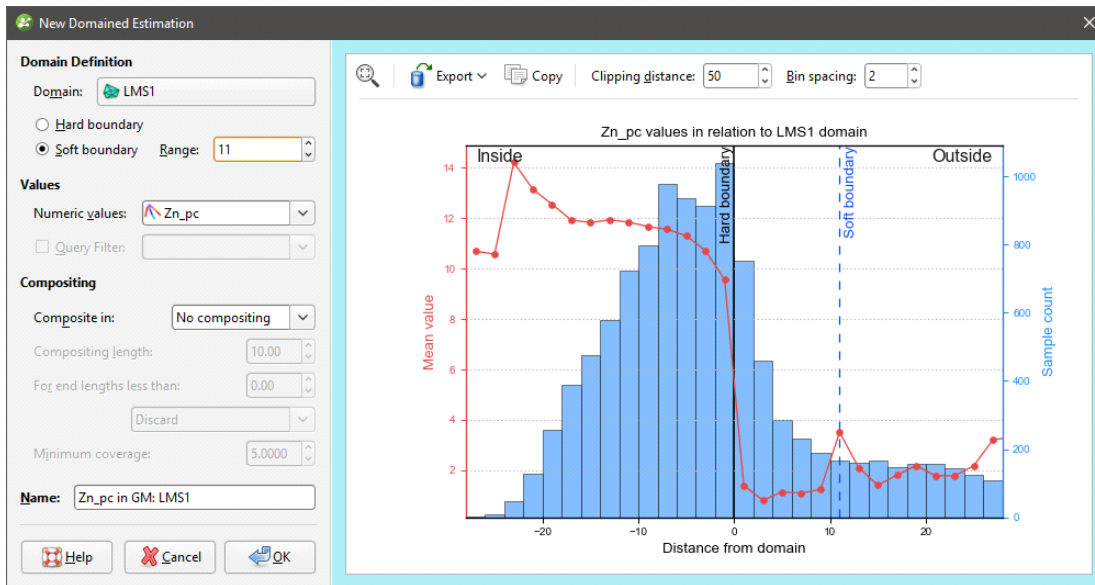 New Domained Estimation
Domain Definition
Domain: LMS1
Hard boundary
Soft boundary Range: 11
Values
Numeric values: Zn_pc
Query Filter:
Compositing
Composite in: No compositing
Compositing length: 10.00
For end lengths less than: 0.00
Discard
Minimum coverage: 5.0000
Name: Zn_pc in GM: LMS1
Help Cancel OK
Export Copy Clipping distance: 50 Bin spacing: 2
Zn_pc values in relation to LMS1 domain
Inside
Outside
Hard boundary
Soft boundary
Mean value
14
12
10
8
6
4
2
−20 −10 0 10 20
Distance from domain
1000
800
600
400
200
0
Sample count